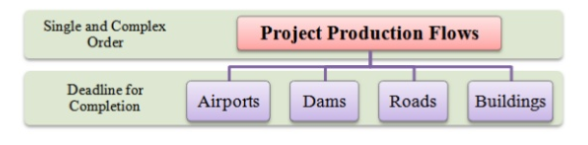 Single and Complex
Order
Project Production Flows
Deadline for
Completion
Airports
Dams
Roads
Buildings